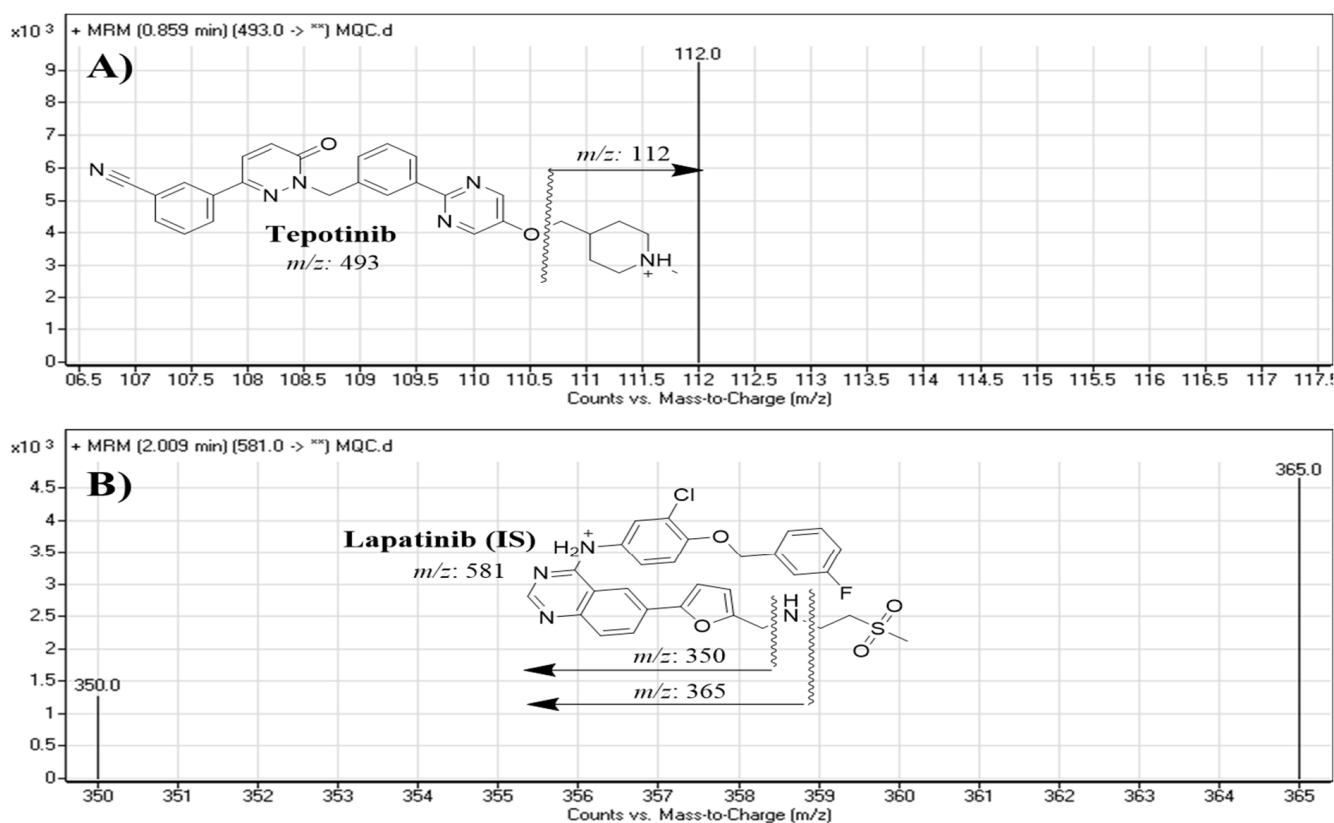 x10 3 + MRM (0.859 min) (493.0 -> **) MQC.d
A)
112.0
9
8
7
6
5
4
3
2
1
0
m/z: 112
O
N
N
N
N
N
O
NH
+
Tepotinib
m/z: 493
06.5 107 107.5 108 108.5 109 109.5 110 110.5 111 111.5 112 112.5 113 113.5 114 114.5 115 115.5 116 116.5 117 117.5
Counts vs. Mass-to-Charge (m/z)
x10 3 + MRM (2.009 min) (581.0 -> **) MQC.d
B)
365.0
4.5
4
3.5
3
2.5
2
1.5
1
0.5
0
Cl
Lapatinib (IS)
m/z: 581
+
H2N
O
F
N
N
O
H
N
O
S
O
m/z: 350
m/z: 365
350.0
350 351 352 353 354 355 356 357 358 359 360 361 362 363 364 365
Counts vs. Mass-to-Charge (m/z)